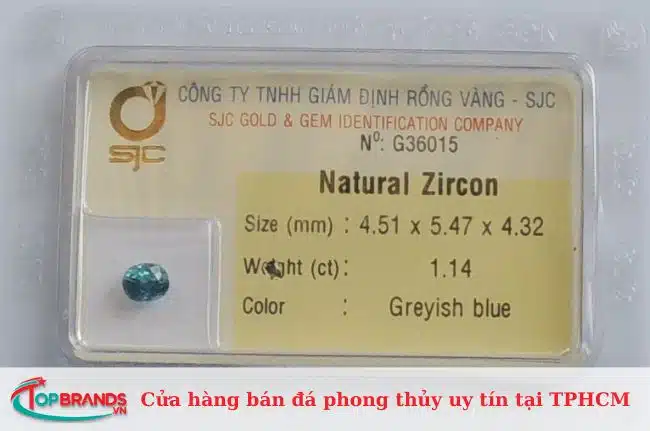 CÔNG TY TNHH GIÁM ĐỊNH RỒNG VÀNG - SJC
SJC GOLD & GEM IDENTIFICATION COMPANY
Nº: G36015
SJC
Natural Zircon
Size (mm) : 4.51 x 5.47 x 4.32
Weight (ct) : 1.14
Color : Greyish blue
TOPBRANDS.VN
Cửa hàng bán đá phong thủy uy tín tại TPHCM